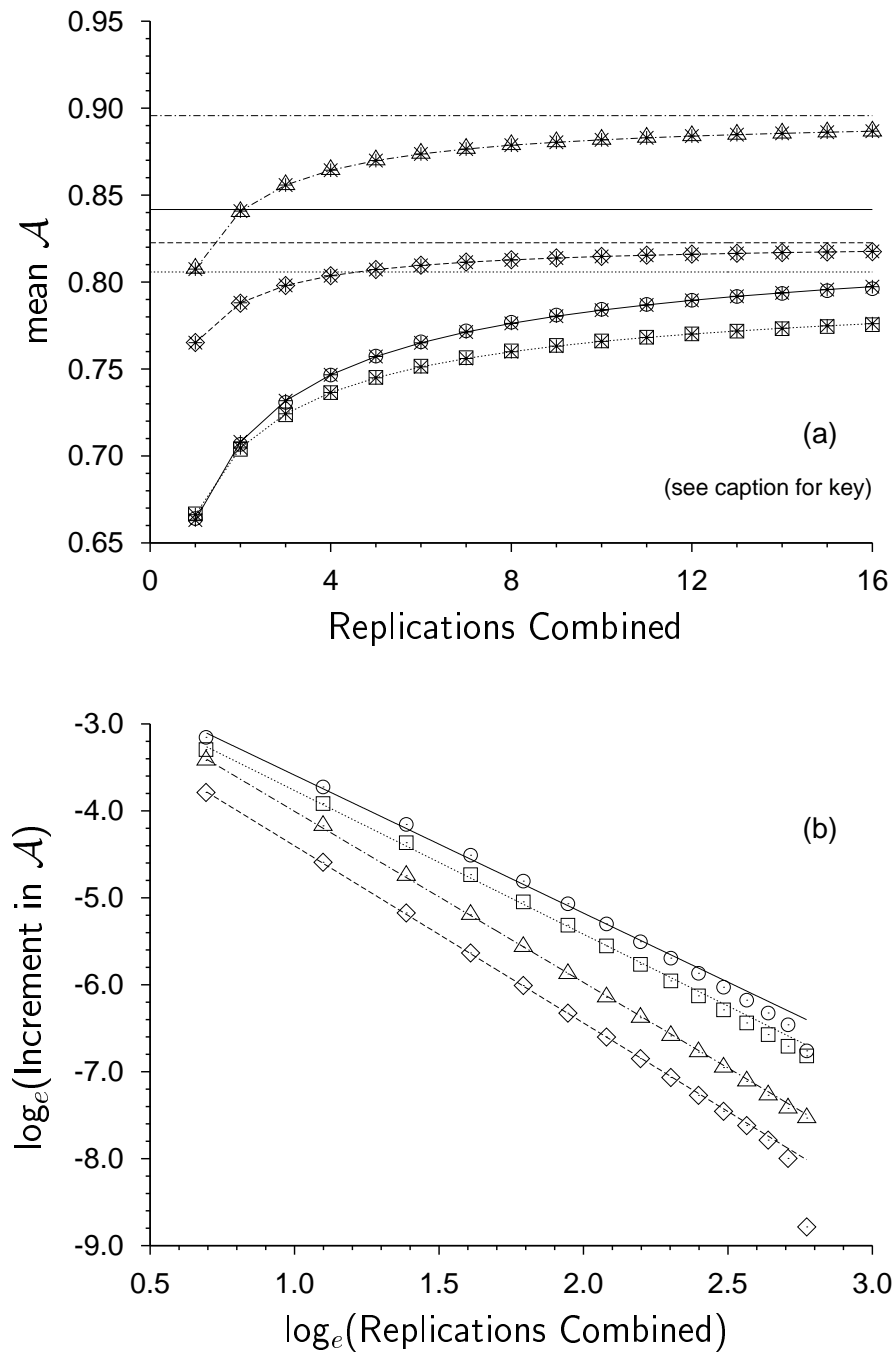 0.95
0.90
0.85
0.80
0.75
0.70
0.65
mean 𝒜
(a)
(see caption for key)
0 4 8 12 16
Replications Combined
-3.0
-4.0
-5.0
-6.0
-7.0
-8.0
-9.0
logₑ(Increment in 𝒜)
(b)
0.5 1.0 1.5 2.0 2.5 3.0
logₑ(Replications Combined)